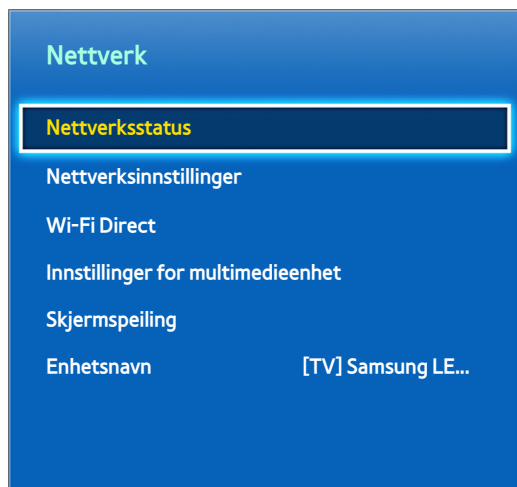 Nettverk
Nettverksstatus
Nettverksinnstillinger
Wi-Fi Direct
Innstillinger for multimedieenhet
Skjermspeiling
Enhetsnavn [TV] Samsung LE...